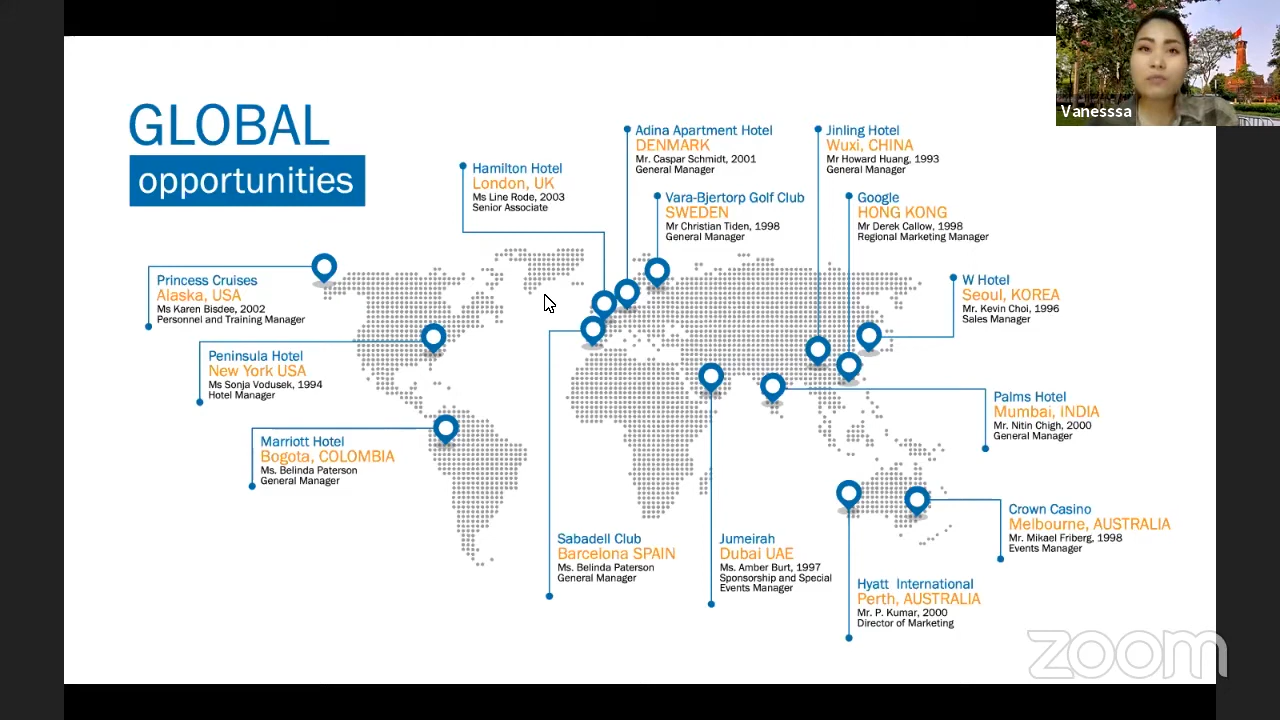 Vanesssa
GLOBAL
opportunities
Adina Apartment Hotel
DENMARK
Mr. Caspar Schmidt, 2001
General Manager
Jinling Hotel
Wuxi, CHINA
Mr Howard Huang, 1993
General Manager
Hamilton Hotel
London, UK
Ms Line Rode, 2003
Senior Associate
Vara-Bjertorp Golf Club
SWEDEN
Mr Christian Tiden, 1998
General Manager
Google
HONG KONG
Mr Derek Callow, 1998
Regional Marketing Manager
Princess Cruises
Alaska, USA
Ms Karen Bisdee, 2002
Personnel and Training Manager
W Hotel
Seoul, KOREA
Mr. Kevin Choi, 1996
Sales Manager
Peninsula Hotel
New York USA
Ms Sonja Vodusek, 1994
Hotel Manager
Palms Hotel
Mumbai, iNDIA
Mr. Nitin Chigh, 2000
General Manager
Marriott Hotel
Bogota, COLOMBIA
Ms. Belinda Paterson
General Manager
Sabadell Club
Barcelona SPAIN
Ms. Belinda Paterson
General Manager
Jumeirah
Dubai UAE
Ms. Amber Burt, 1997
Sponsorship and Special
Events Manager
Crown Casino
Melbourne, AUSTRALIA
Mr. Mikael Friberg, 1998
Events Manager
Hyatt International
Perth, AUSTRALIA
Mr. P. Kumar, 2000
Director of Marketing
zoom